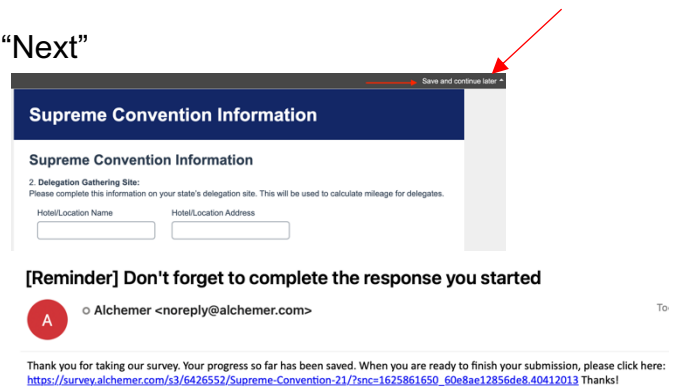 “Next”
Save and continue later
Supreme Convention Information
Supreme Convention Information
2. Delegation Gathering Site:
Please complete this information on your state's delegation site. This will be used to calculate mileage for delegates.
Hotel/Location Name Hotel/Location Address
[Reminder] Don't forget to complete the response you started
A Alchemer <noreply@alchemer.com> To
Thank you for taking our survey. Your progress so far has been saved. When you are ready to finish your submission, please click here:
https://survey.alchemer.com/s3/6426552/Supreme-Convention-21/?snc=1625861650_60e8ae12856de8.40412013 Thanks!